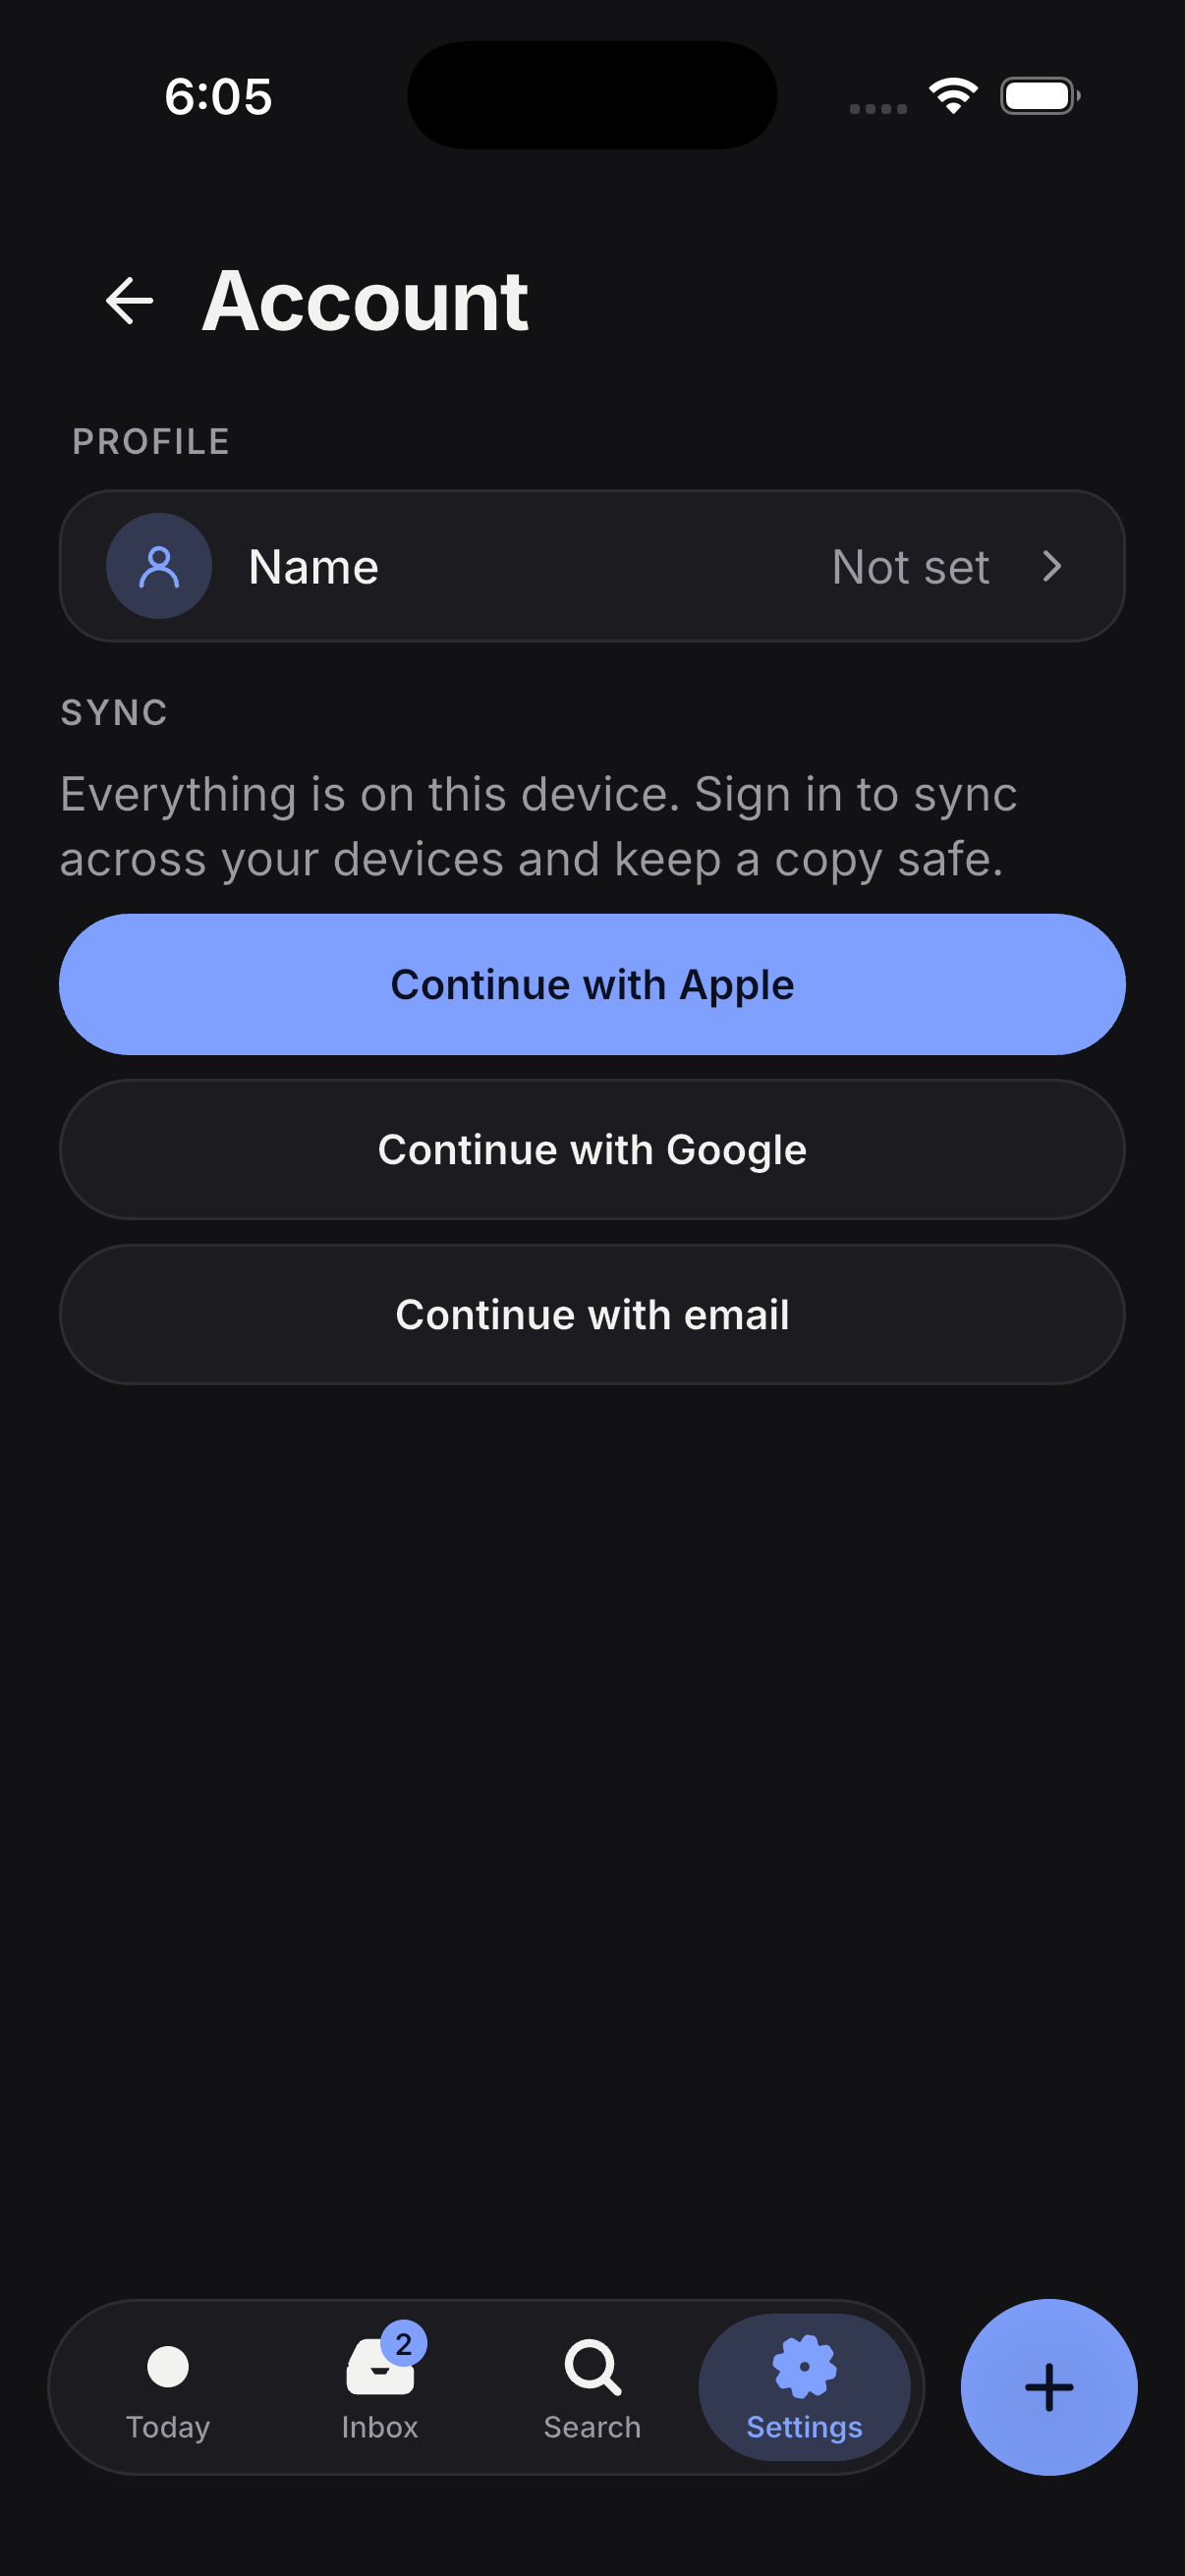 6:05
Account
PROFILE
Name
Not set
SYNC
Everything is on this device. Sign in to sync
across your devices and keep a copy safe.
Continue with Apple
Continue with Google
Continue with email
2
Today
Inbox
Search
Settings